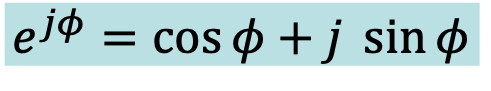 e^{jϕ} = cos ϕ + j sin ϕ